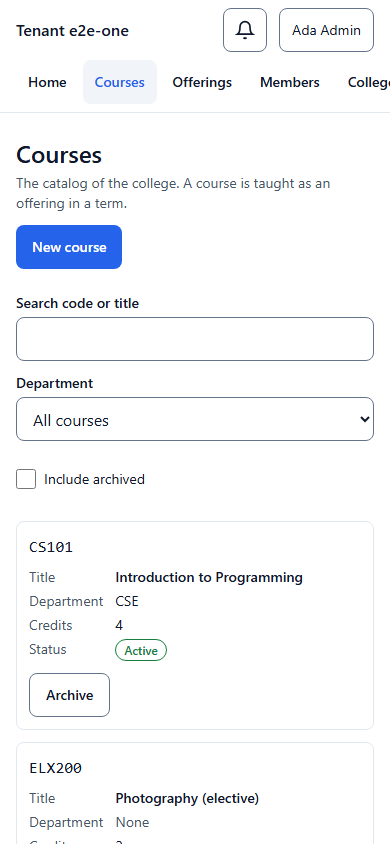 Tenant e2e-one
Ada Admin
Home Courses Offerings Members
Courses
The catalog of the college. A course is taught as an
offering in a term.
New course
Search code or title
Department
All courses
Include archived
CS101
Title Introduction to Programming
Department CSE
Credits 4
Status Active
Archive
ELX200
Title Photography (elective)
Department None